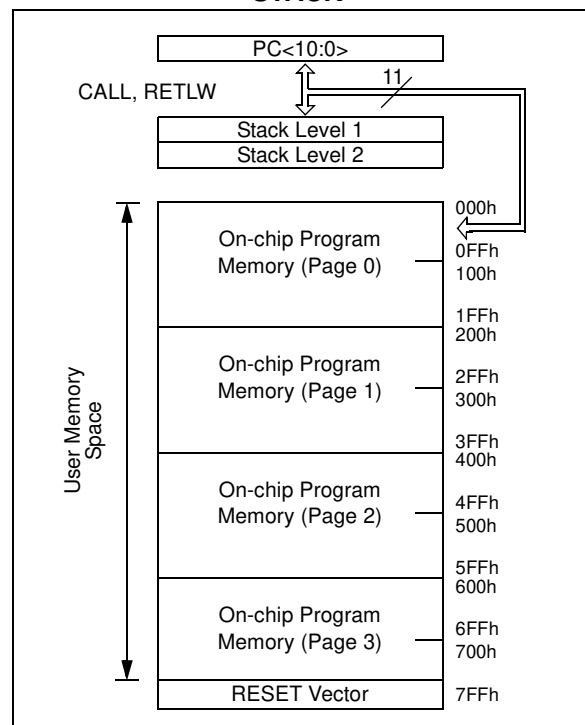 STACK
PC<10:0>
CALL, RETLW
11
Stack Level 1
Stack Level 2
User Memory
Space
000h
On-chip Program
Memory (Page 0)
0FFh
100h
1FFh
200h
On-chip Program
Memory (Page 1)
2FFh
300h
3FFh
400h
On-chip Program
Memory (Page 2)
4FFh
500h
5FFh
600h
On-chip Program
Memory (Page 3)
6FFh
700h
RESET Vector
7FFh